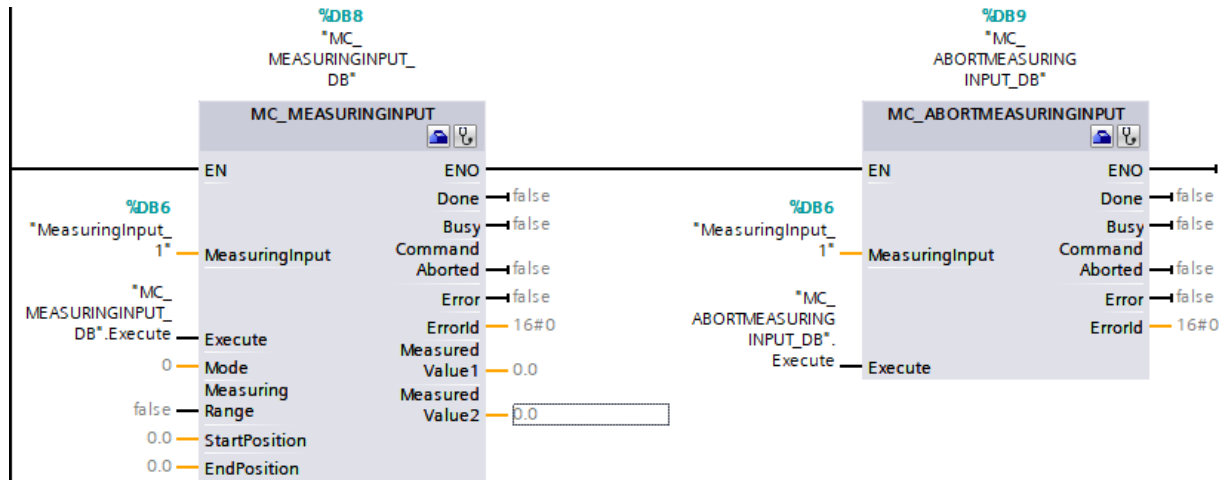 %DB8
"MC_
MEASURINGINPUT_
DB"
MC_MEASURINGINPUT
EN
ENO
Done
false
%DB6
"MeasuringInput_
1"
MeasuringInput
Busy
false
Command
Aborted
false
"MC_
MEASURINGINPUT_
DB".Execute
Execute
Error
false
ErrorId
16#0
0
Mode
Measured
Value1
0.0
false
Measuring
Range
Measured
Value2
0.0
0.0
StartPosition
0.0
EndPosition
%DB9
"MC_
ABORTMEASURING
INPUT_DB"
MC_ABORTMEASURINGINPUT
EN
ENO
Done
false
%DB6
"MeasuringInput_
1"
MeasuringInput
Busy
false
Command
Aborted
false
"MC_
ABORTMEASURING
INPUT_DB".
Execute
Execute
Error
false
ErrorId
16#0